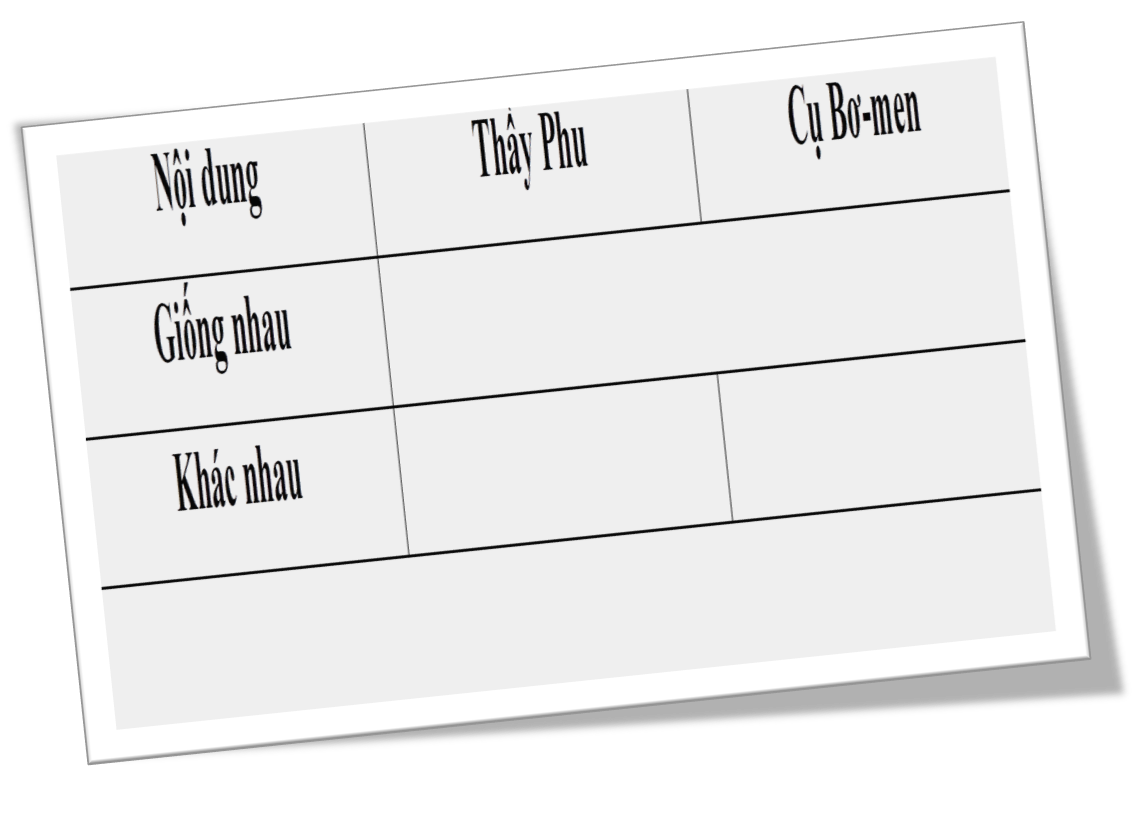 Nội dung
Thầy Phu
Cụ Bơ-men
Giống nhau
Khác nhau